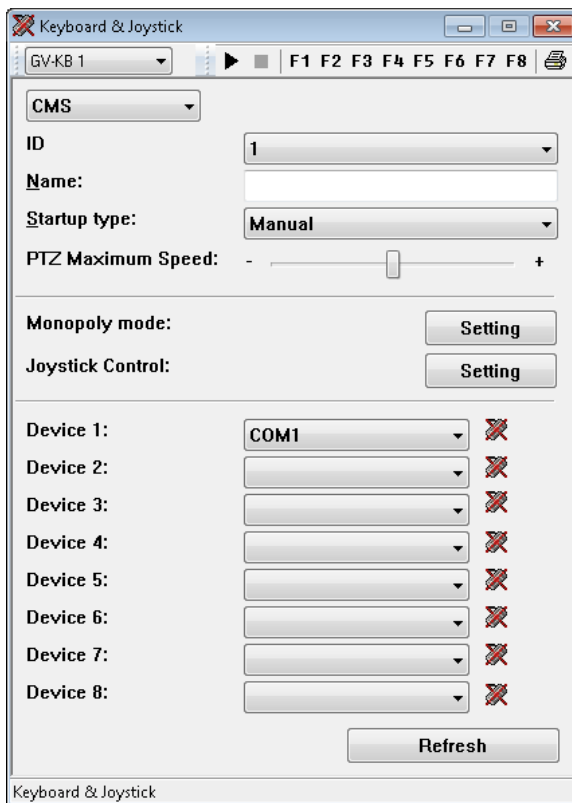 Keyboard & Joystick
GV-KB 1 F1 F2 F3 F4 F5 F6 F7 F8
CMS
ID 1
Name:
Startup type: Manual
PTZ Maximum Speed: - +
Monopoly mode: Setting
Joystick Control: Setting
Device 1: COM1
Device 2:
Device 3:
Device 4:
Device 5:
Device 6:
Device 7:
Device 8:
Refresh
Keyboard & Joystick